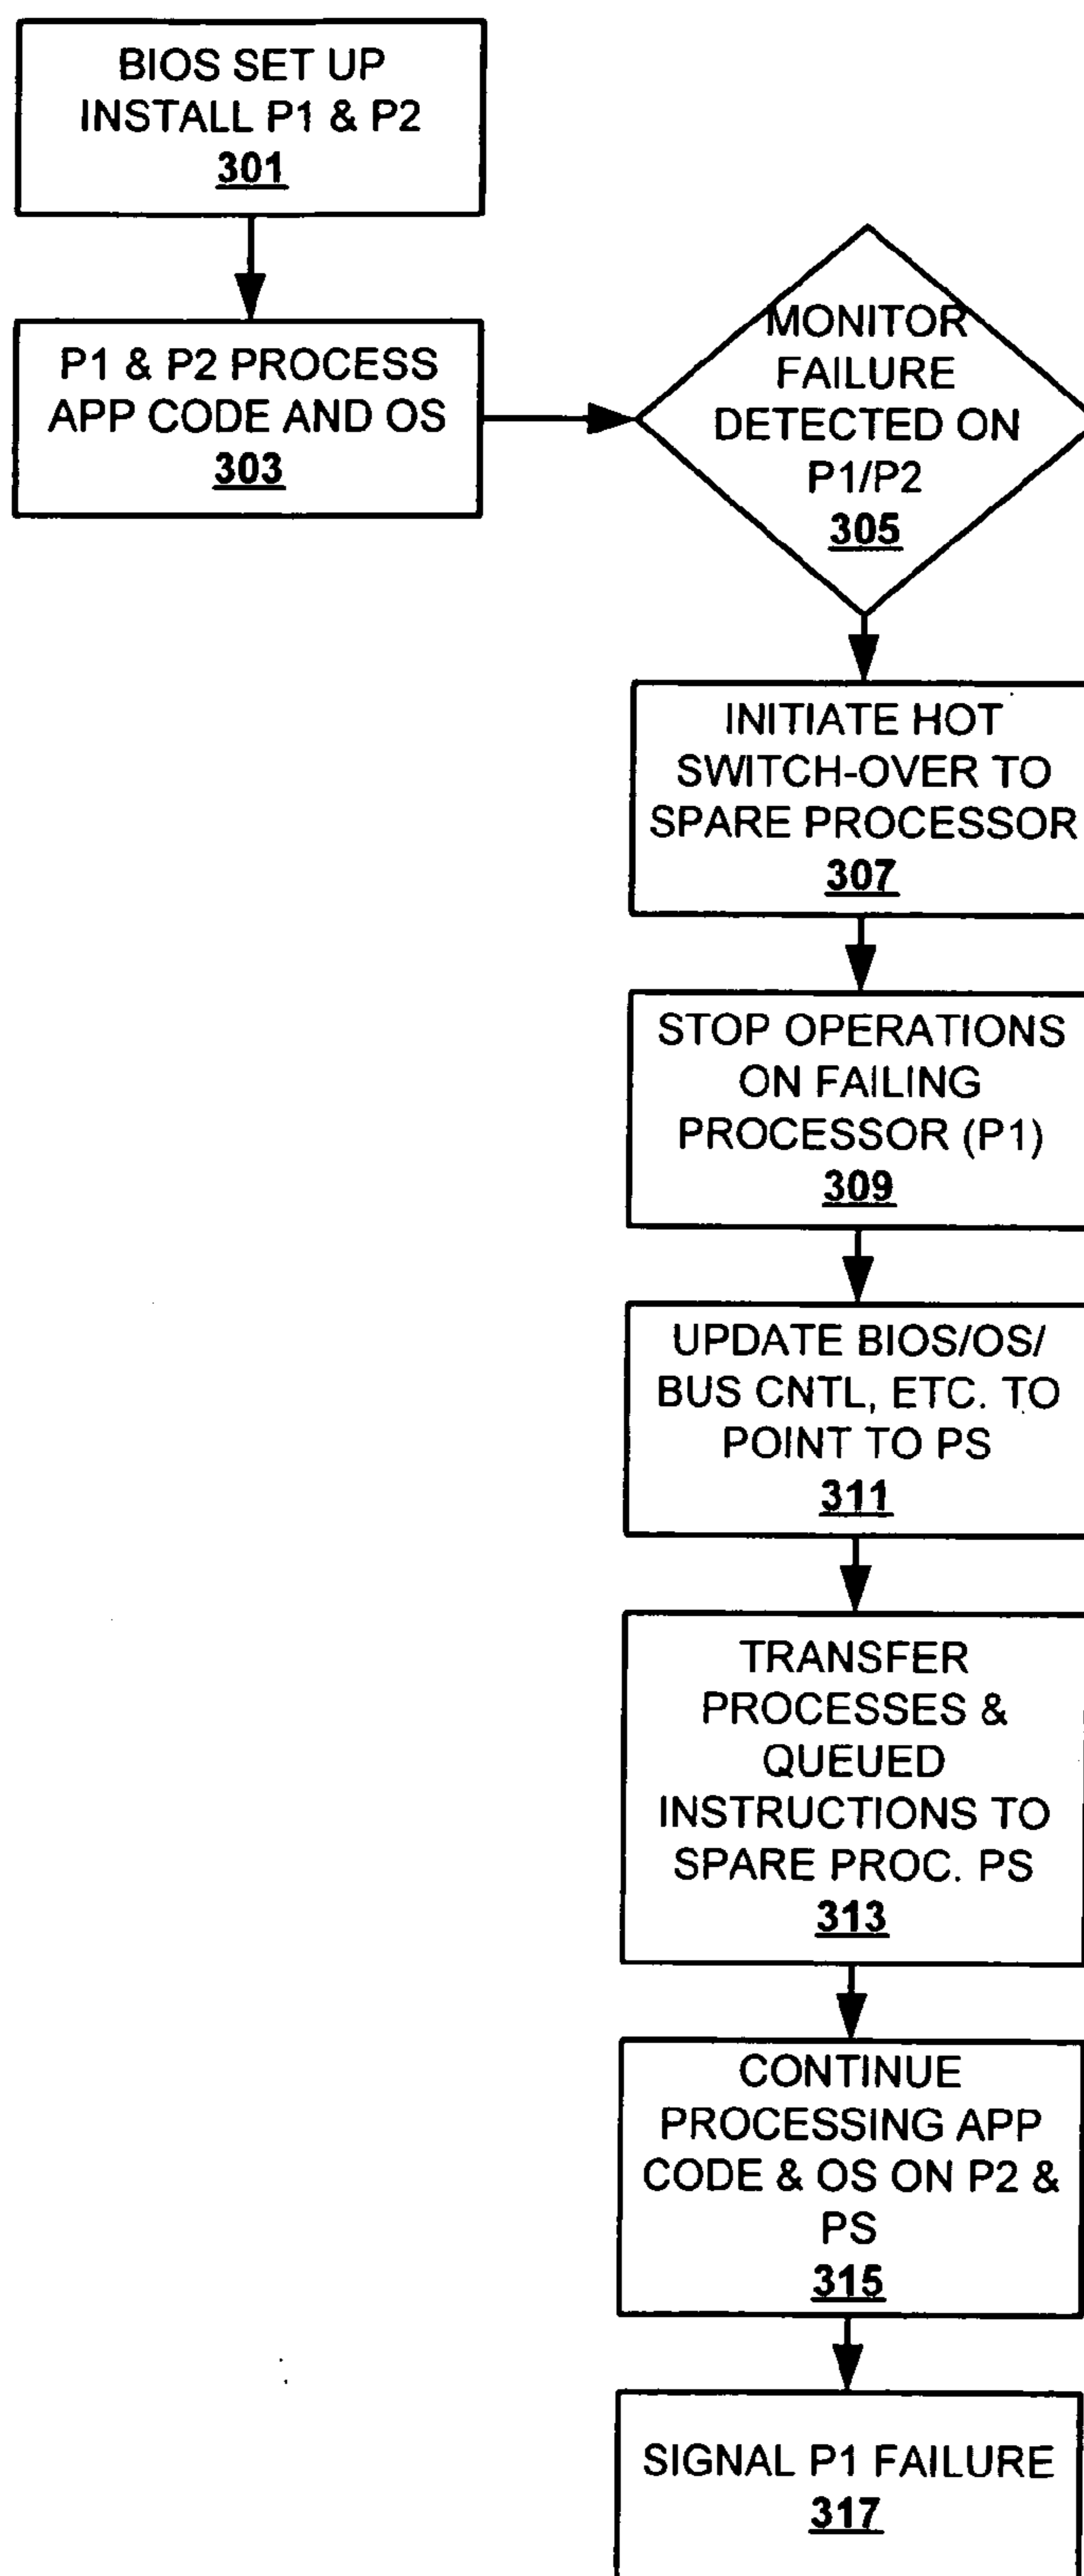 BIOS SET UP
INSTALL P1 & P2
301
P1 & P2 PROCESS
APP CODE AND OS
303
MONITOR
FAILURE
DETECTED ON
P1/P2
305
INITIATE HOT
SWITCH-OVER TO
SPARE PROCESSOR
307
STOP OPERATIONS
ON FAILING
PROCESSOR (P1)
309
UPDATE BIOS/OS/
BUS CNTL, ETC. TO
POINT TO PS
311
TRANSFER
PROCESSES &
QUEUED
INSTRUCTIONS TO
SPARE PROC. PS
313
CONTINUE
PROCESSING APP
CODE & OS ON P2 &
PS
315
SIGNAL P1 FAILURE
317